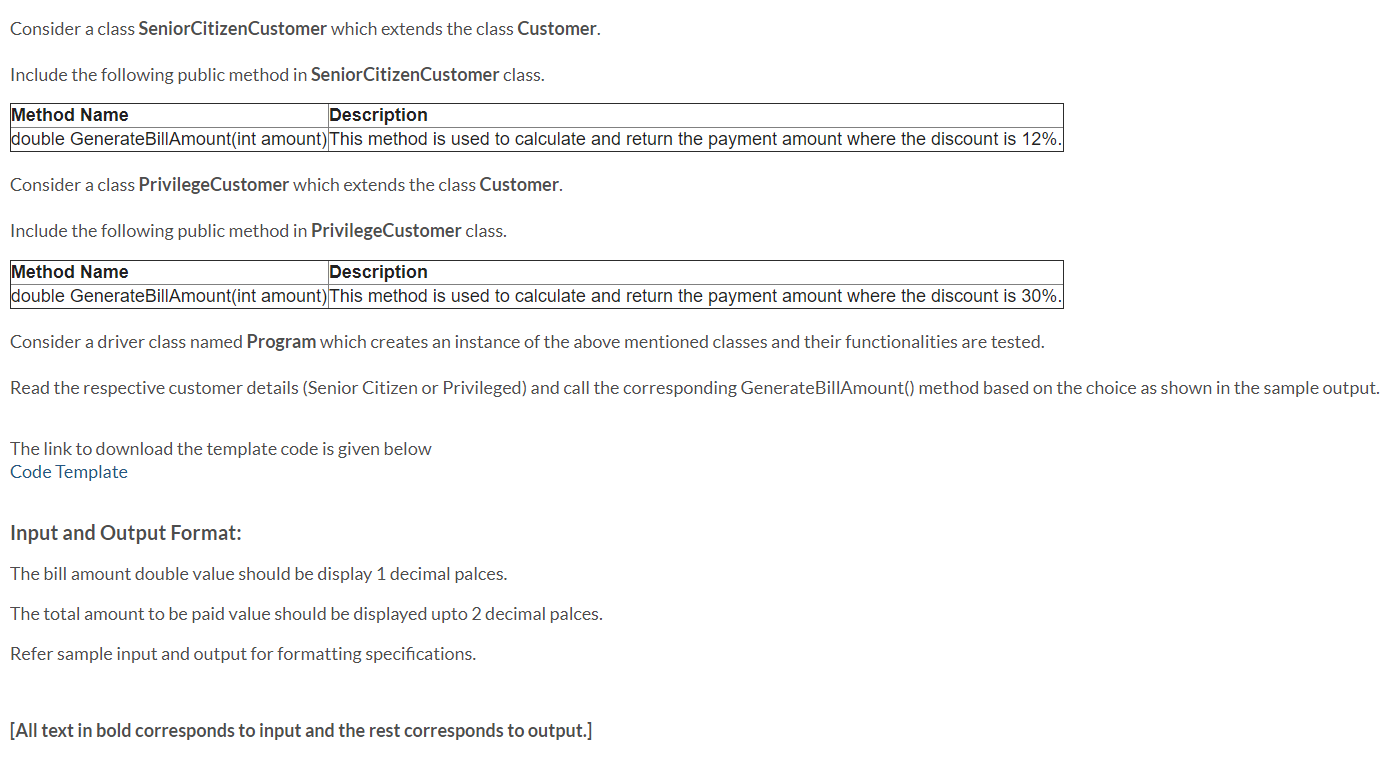 Consider a class SeniorCitizenCustomer which extends the class Customer.
Include the following public method in SeniorCitizenCustomer class.
Method Name Description
double GenerateBillAmount(int amount) This method is used to calculate and return the payment amount where the discount is 12%.
Consider a class PrivilegeCustomer which extends the class Customer.
Include the following public method in PrivilegeCustomer class.
Method Name Description
double GenerateBillAmount(int amount) This method is used to calculate and return the payment amount where the discount is 30%.
Consider a driver class named Program which creates an instance of the above mentioned classes and their functionalities are tested.
Read the respective customer details (Senior Citizen or Privileged) and call the corresponding GenerateBillAmount() method based on the choice as shown in the sample output.
The link to download the template code is given below
Code Template
Input and Output Format:
The bill amount double value should be display 1 decimal palces.
The total amount to be paid value should be displayed upto 2 decimal palces.
Refer sample input and output for formatting specifications.
[All text in bold corresponds to input and the rest corresponds to output.]